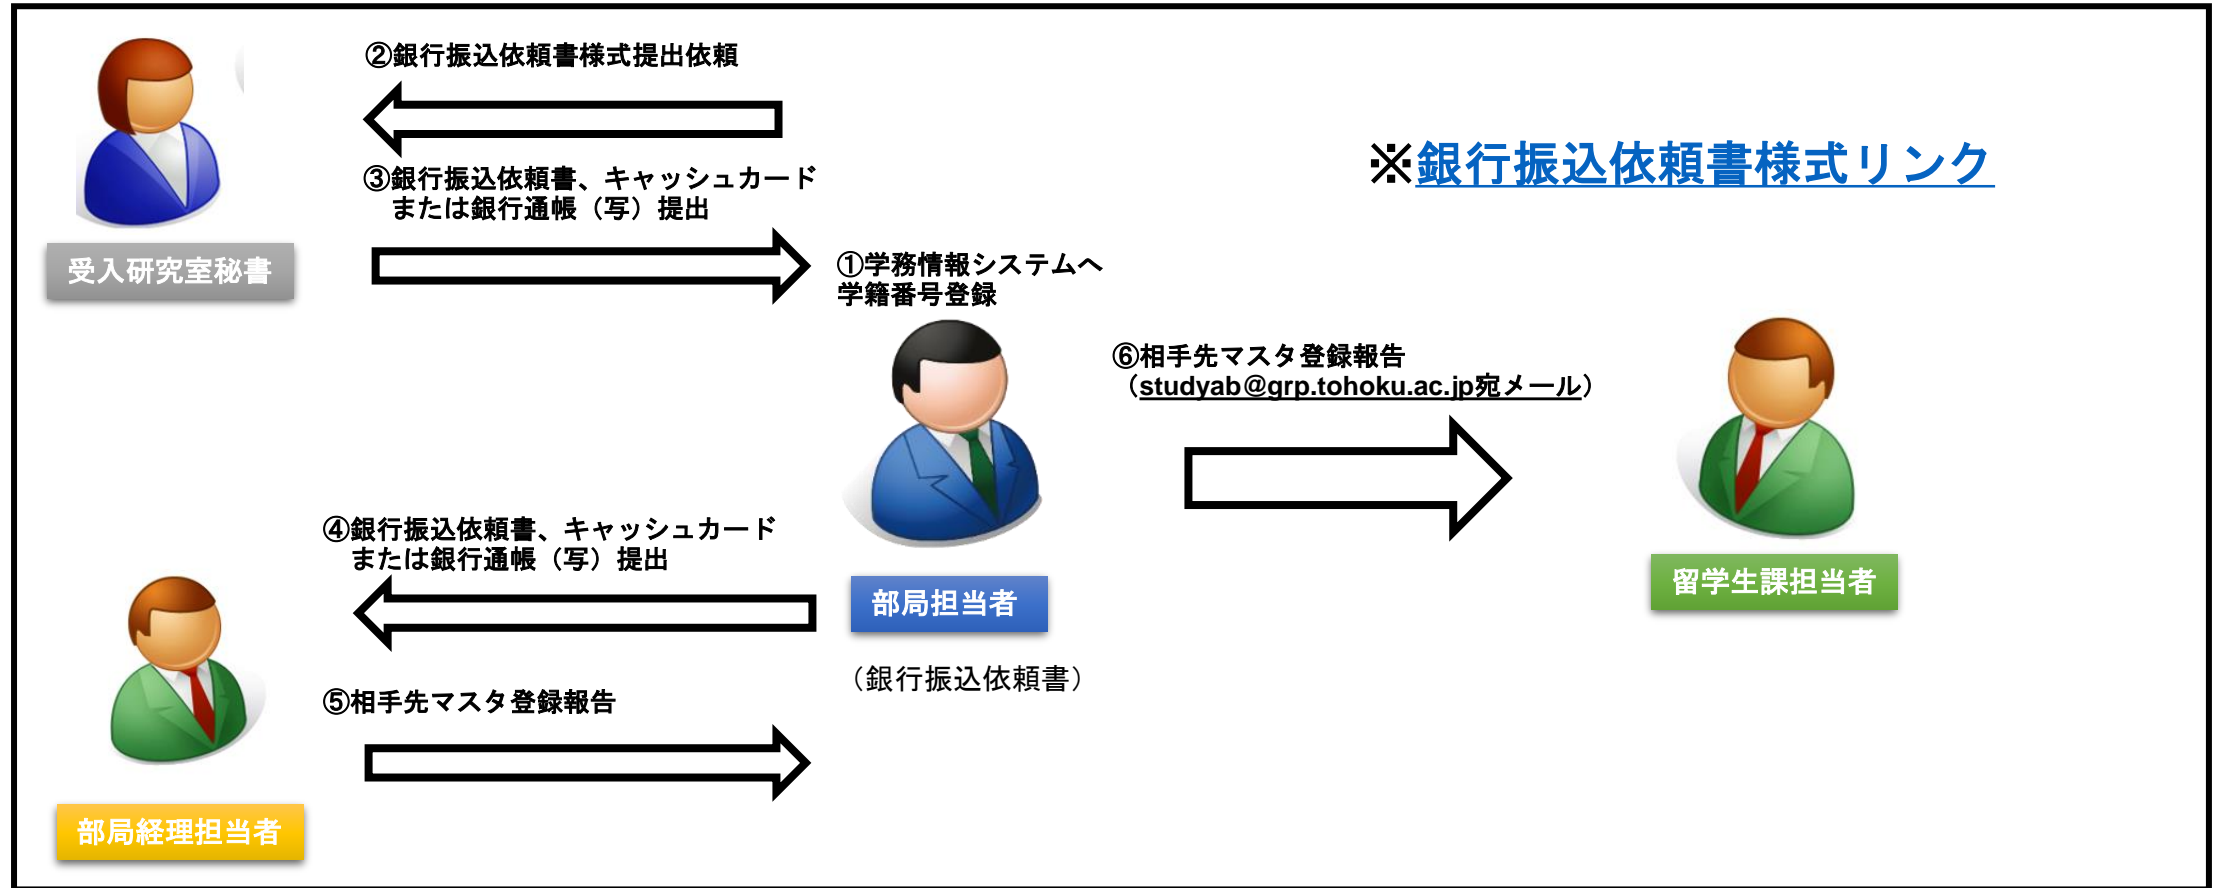 ②銀行振込依頼書様式提出依頼
※銀行振込依頼書様式リンク
③銀行振込依頼書、キャッシュカード
または銀行通帳（写）提出
受入研究室秘書
①学務情報システムへ
学籍番号登録
⑥相手先マスタ登録報告
（studyab@grp.tohoku.ac.jp宛メール）
④銀行振込依頼書、キャッシュカード
または銀行通帳（写）提出
部局担当者
留学生課担当者
（銀行振込依頼書）
⑤相手先マスタ登録報告
部局経理担当者